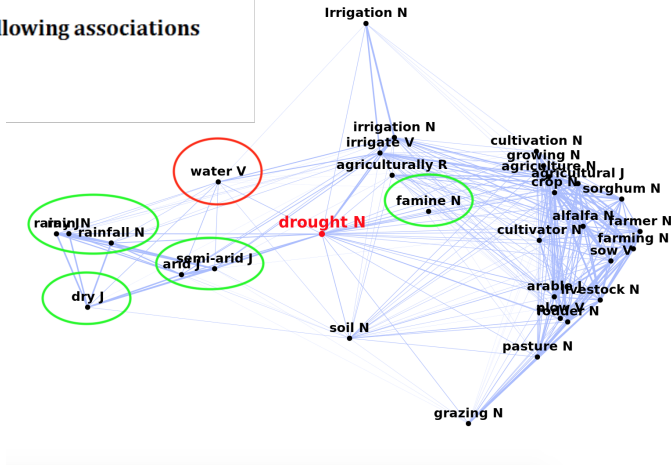 llowing associations
Irrigation N
irrigation N
irrigate V
agriculturally R
cultivation N
growing N
agriculture N
agricultural J
crop N
sorghum N
water V
famine N
drought N
rainfall N
alfalfa N
farmer N
cultivator N
farming N
sow V
semi-arid J
arid J
dry J
arable J
livestock N
plow V
fodder N
soil N
pasture N
grazing N